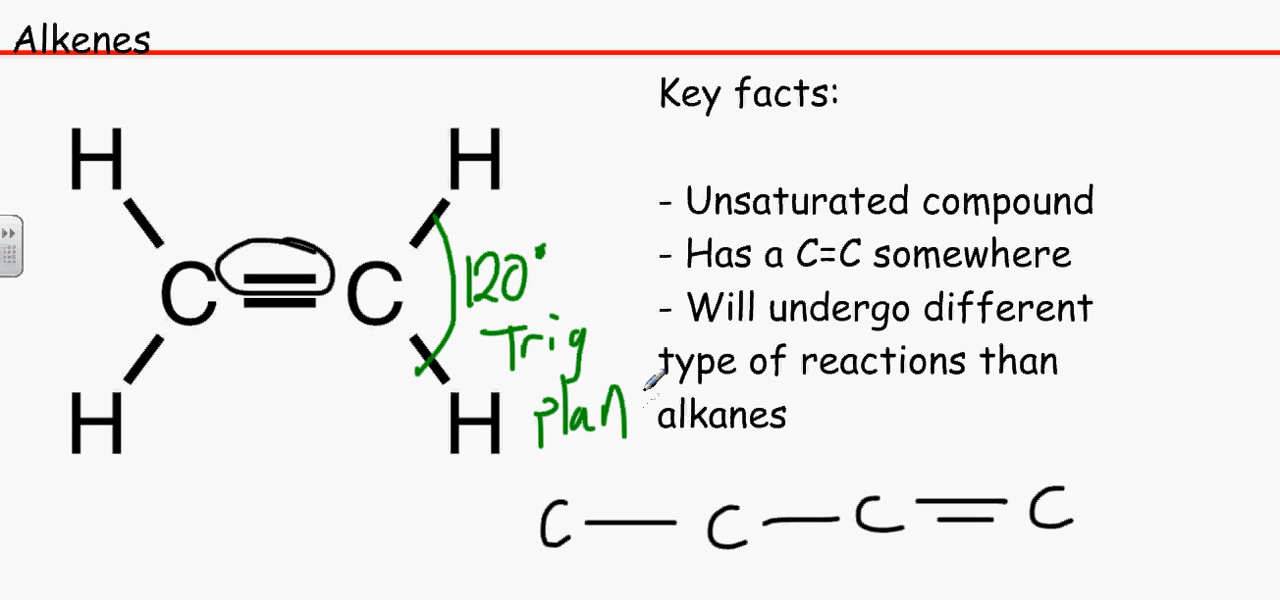 Alkenes
Key facts:
H H
- Unsaturated compound
- Has a C=C somewhere
C=C
120°
- Will undergo different
Trig
type of reactions than
plan
alkanes
H H
C — C — C = C